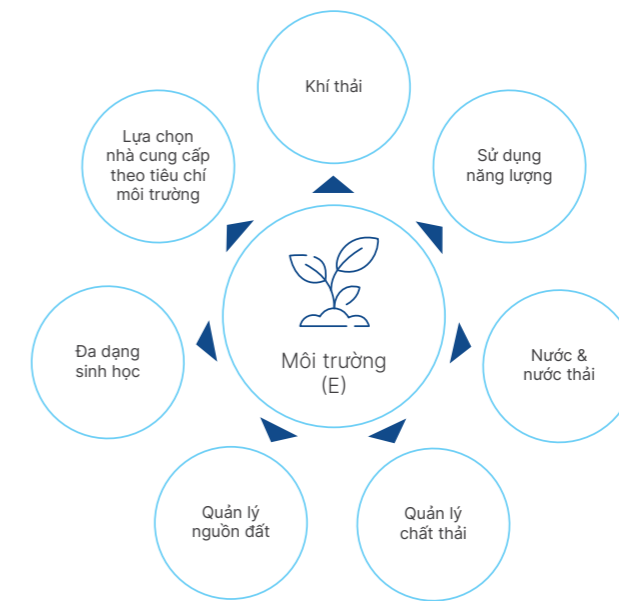 Khí thải
Sử dụng
năng lượng
Nước &
nước thải
Quản lý
chất thải
Quản lý
nguồn đất
Đa dạng
sinh học
Lựa chọn
nhà cung cấp
theo tiêu chí
môi trường
Môi trường
(E)